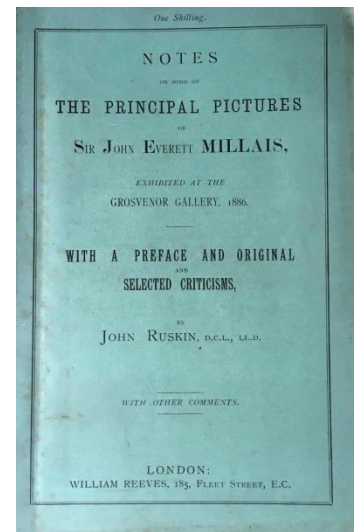 One Shilling.
NOTES
ON SOME OF
THE PRINCIPAL PICTURES
OF
SIR JOHN EVERETT MILLAIS,
EXHIBITED AT THE
GROSVENOR GALLERY, 1886.
WITH A PREFACE AND ORIGINAL
AND
SELECTED CRITICISMS,
BY
JOHN RUSKIN, D.C.L., LL.D.
WITH OTHER COMMENTS.
LONDON:
WILLIAM REEVES, 185, FLEET STREET, E.C.